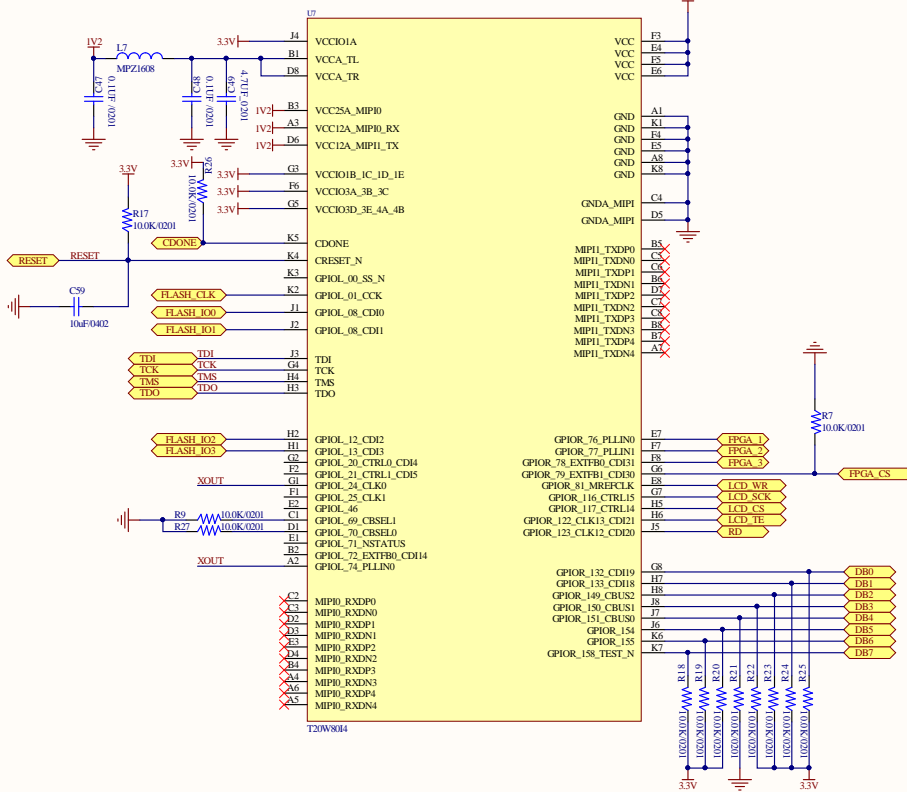 U7
3.3V
J4
VCCIO1A
1V2
L7
MPZ1608
B1
VCCA_TL
D8
VCCA_TR
C47
0.1UF /0201
C48
0.1UF /0201
C49
4.7UF_0201
1V2
B3
VCC25A_MIPI0
1V2
A3
VCC12A_MIPI0_RX
1V2
D6
VCC12A_MIPI1_TX
3.3V
R26
10.0K/0201
3.3V
G3
VCCIO1B_1C_1D_1E
3.3V
F6
VCCIO3A_3B_3C
3.3V
G5
VCCIO3D_3E_4A_4B
3.3V
R17
10.0K/0201
CDONE
K5
CDONE
RESET
RESET
K4
CRESET_N
K3
GPIOL_00_SS_N
C59
10uF/0402
FLASH_CLK
K2
GPIOL_01_CCK
FLASH_IO0
J1
GPIOL_08_CDI0
FLASH_IO1
J2
GPIOL_08_CDI1
TDI
TDI
J3
TDI
TCK
TCK
G4
TCK
TMS
TMS
H4
TMS
TDO
TDO
H3
TDO
FLASH_IO2
H2
GPIOL_12_CDI2
FLASH_IO3
H1
GPIOL_13_CDI3
G2
GPIOL_20_CTRL0_CDI4
F2
GPIOL_21_CTRL1_CDI5
XOUT
G1
GPIOL_24_CLK0
F1
GPIOL_25_CLK1
E2
GPIOL_46
R9
10.0K/0201
C1
GPIOL_69_CBSEL1
R27
10.0K/0201
D1
GPIOL_70_CBSEL0
E1
GPIOL_71_NSTATUS
B2
GPIOL_72_EXTFB0_CDI14
XOUT
A2
GPIOL_74_PLLIN0
C2
MIPI0_RXDP0
C3
MIPI0_RXDN0
D2
MIPI0_RXDP1
D3
MIPI0_RXDN1
E3
MIPI0_RXDP2
D4
MIPI0_RXDN2
B4
MIPI0_RXDP3
A4
MIPI0_RXDN3
A6
MIPI0_RXDP4
A5
MIPI0_RXDN4
T20W80I4
VCC
F3
VCC
E4
VCC
F5
VCC
E6
GND
A1
GND
K1
GND
F4
GND
E5
GND
A8
GND
K8
GNDA_MIPI
C4
GNDA_MIPI
D5
MIPI1_TXDP0
B5
MIPI1_TXDN0
C5
MIPI1_TXDP1
C6
MIPI1_TXDN1
B6
MIPI1_TXDP2
D7
MIPI1_TXDN2
C7
MIPI1_TXDP3
C8
MIPI1_TXDN3
B8
MIPI1_TXDP4
B7
MIPI1_TXDN4
A7
R7
10.0K/0201
GPIOR_76_PLLIN0
E7
FPGA_1
GPIOR_77_PLLIN1
F7
FPGA_2
GPIOR_78_EXTFB0_CDI31
F8
FPGA_3
GPIOR_79_EXTFB1_CDI30
G6
FPGA_CS
GPIOR_81_MREFCLK
E8
LCD_WR
GPIOR_116_CTRL15
G7
LCD_SCK
GPIOR_117_CTRL14
H5
LCD_CS
GPIOR_122_CLK13_CDI21
H6
LCD_TE
GPIOR_123_CLK12_CDI20
J5
RD
GPIOR_132_CDI19
G8
DB0
GPIOR_133_CDI18
H7
DB1
GPIOR_149_CBUS2
H8
DB2
GPIOR_150_CBUS1
J8
DB3
GPIOR_151_CBUS0
J7
DB4
GPIOR_154
J6
DB5
GPIOR_155
K6
DB6
GPIOR_158_TEST_N
K7
DB7
R18
R19
R20
R21
R22
R23
R24
R25
10.0K/0201
10.0K/0201
10.0K/0201
10.0K/0201
10.0K/0201
10.0K/0201
10.0K/0201
10.0K/0201
3.3V
3.3V